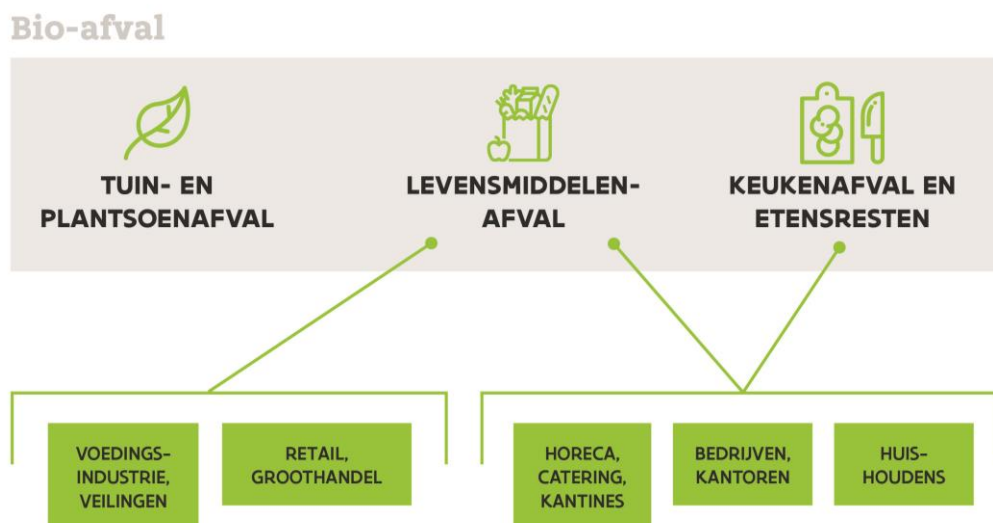 Bio-afval
TUIN- EN
PLANTSOENAFVAL
LEVENSMIDDELEN-
AFVAL
KEUKENAFVAL EN
ETENSRESTEN
VOEDINGS-
INDUSTRIE,
VEILINGEN
RETAIL,
GROOTHANDEL
HORECA,
CATERING,
KANTINES
BEDRIJVEN,
KANTOREN
HUIS-
HOUDENS